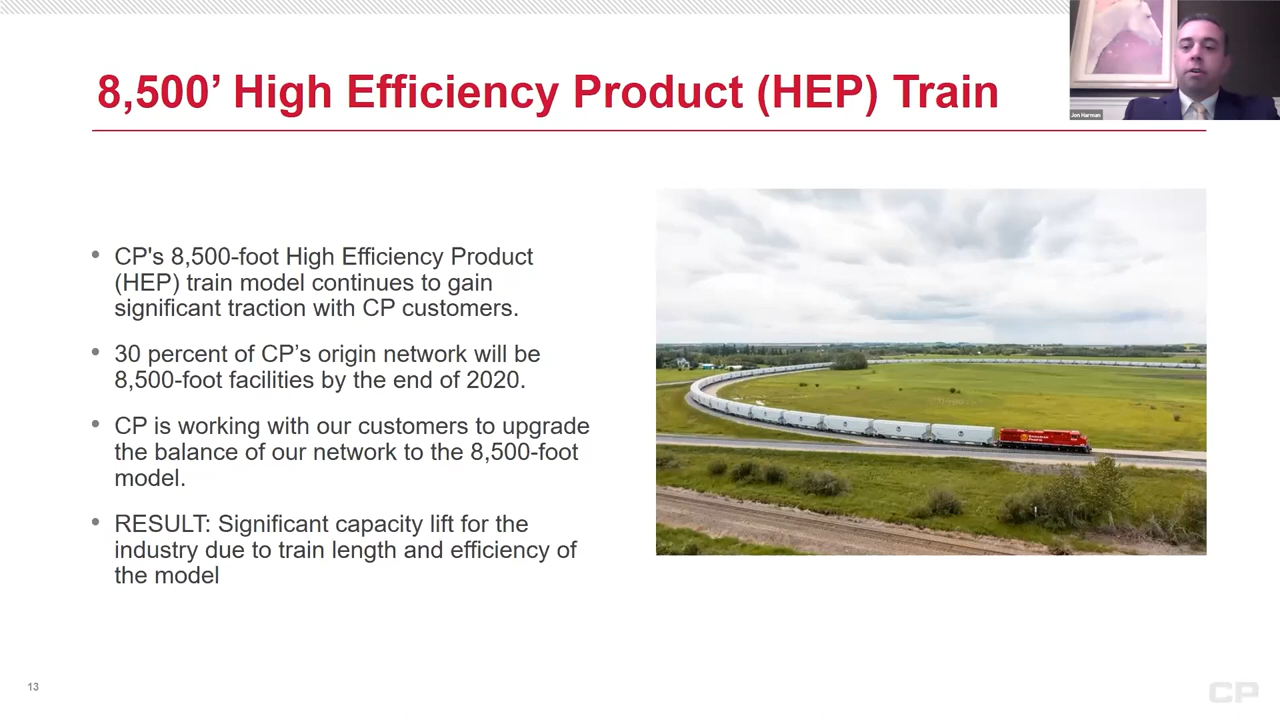 8,500’ High Efficiency Product (HEP) Train
Jon Harman
• CP's 8,500-foot High Efficiency Product
(HEP) train model continues to gain
significant traction with CP customers.
• 30 percent of CP’s origin network will be
8,500-foot facilities by the end of 2020.
• CP is working with our customers to upgrade
the balance of our network to the 8,500-foot
model.
• RESULT: Significant capacity lift for the
industry due to train length and efficiency of
the model
CANADIAN
PACIFIC
13
CP